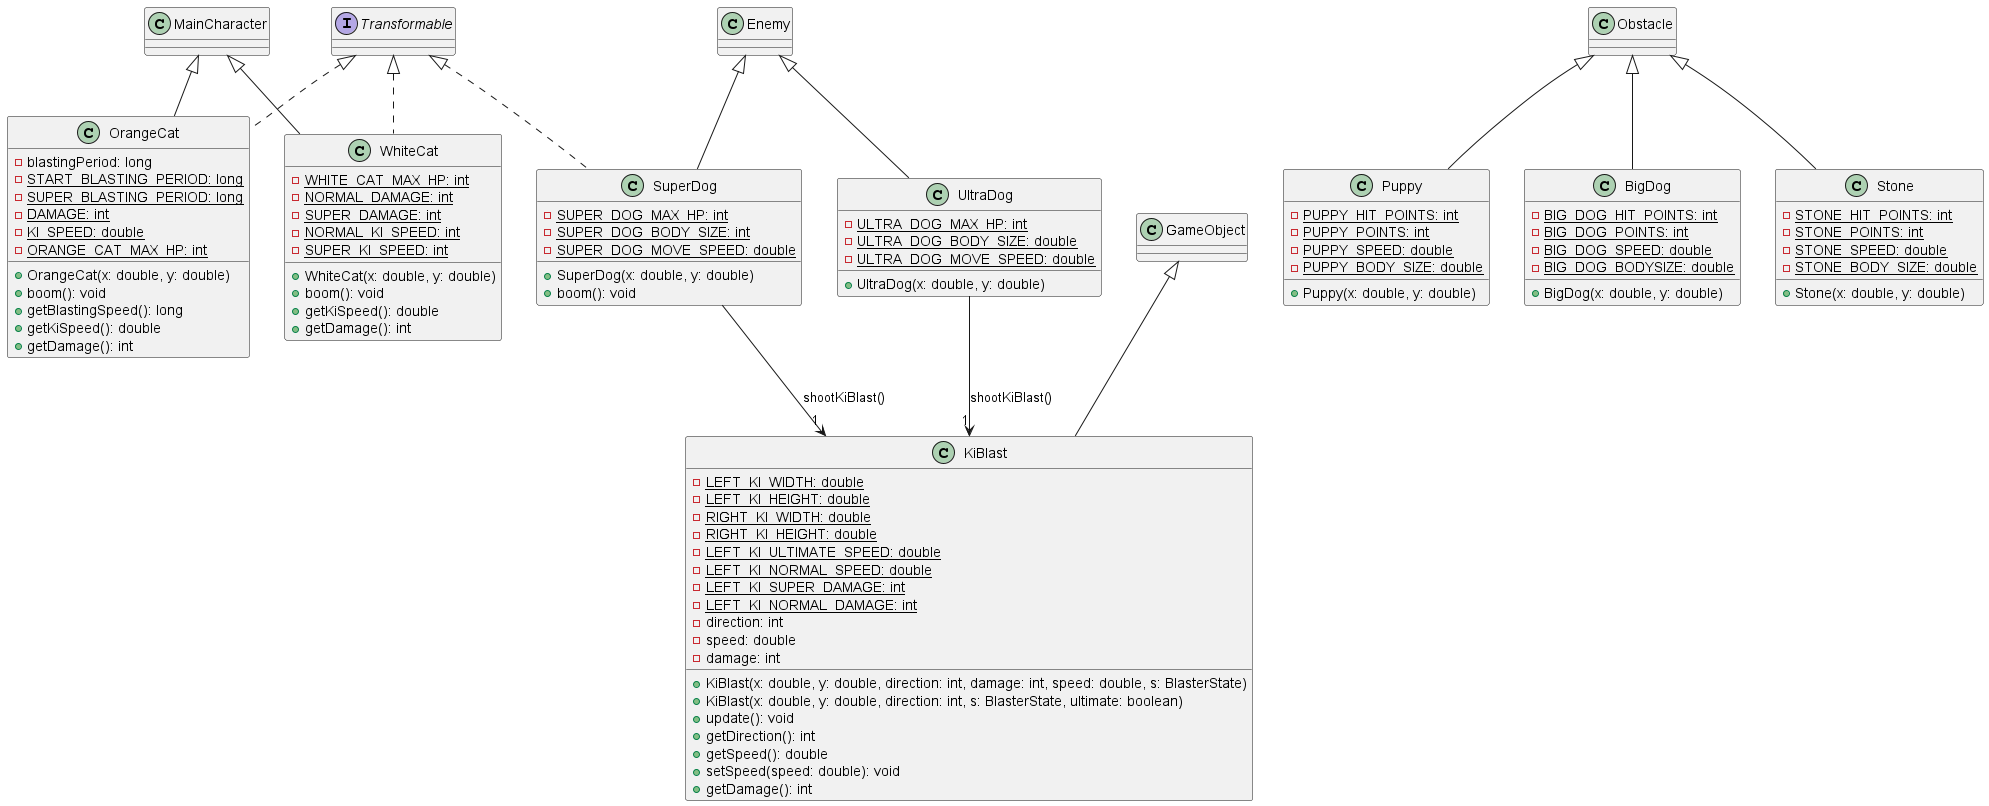 MainCharacter
Transformable
Enemy
Obstacle
OrangeCat
blastingPeriod: long
START_BLASTING_PERIOD: long
SUPER_BLASTING_PERIOD: long
DAMAGE: int
KI_SPEED: double
ORANGE_CAT_MAX_HP: int
OrangeCat(x: double, y: double)
boom(): void
getBlastingSpeed(): long
getKiSpeed(): double
getDamage(): int
WhiteCat
WHITE_CAT_MAX_HP: int
NORMAL_DAMAGE: int
SUPER_DAMAGE: int
NORMAL_KI_SPEED: int
SUPER_KI_SPEED: int
WhiteCat(x: double, y: double)
boom(): void
getKiSpeed(): double
getDamage(): int
SuperDog
SUPER_DOG_MAX_HP: int
SUPER_DOG_BODY_SIZE: int
SUPER_DOG_MOVE_SPEED: double
SuperDog(x: double, y: double)
boom(): void
UltraDog
ULTRA_DOG_MAX_HP: int
ULTRA_DOG_BODY_SIZE: double
ULTRA_DOG_MOVE_SPEED: double
UltraDog(x: double, y: double)
GameObject
Puppy
PUPPY_HIT_POINTS: int
PUPPY_POINTS: int
PUPPY_SPEED: double
PUPPY_BODY_SIZE: double
Puppy(x: double, y: double)
BigDog
BIG_DOG_HIT_POINTS: int
BIG_DOG_POINTS: int
BIG_DOG_SPEED: double
BIG_DOG_BODYSIZE: double
BigDog(x: double, y: double)
Stone
STONE_HIT_POINTS: int
STONE_POINTS: int
STONE_SPEED: double
STONE_BODY_SIZE: double
Stone(x: double, y: double)
shootKiBlast()
1
shootKiBlast()
1
KiBlast
LEFT_KI_WIDTH: double
LEFT_KI_HEIGHT: double
RIGHT_KI_WIDTH: double
RIGHT_KI_HEIGHT: double
LEFT_KI_ULTIMATE_SPEED: double
LEFT_KI_NORMAL_SPEED: double
LEFT_KI_SUPER_DAMAGE: int
LEFT_KI_NORMAL_DAMAGE: int
direction: int
speed: double
damage: int
KiBlast(x: double, y: double, direction: int, damage: int, speed: double, s: BlasterState)
KiBlast(x: double, y: double, direction: int, s: BlasterState, ultimate: boolean)
update(): void
getDirection(): int
getSpeed(): double
setSpeed(speed: double): void
getDamage(): int